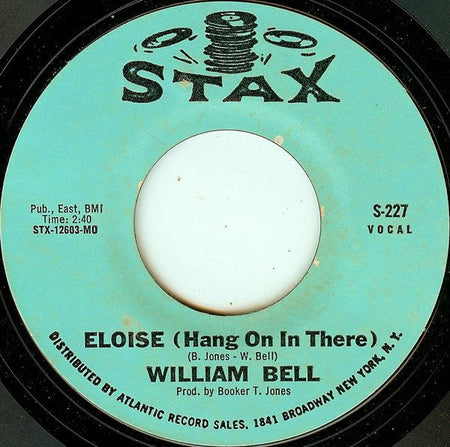 STAX
Pub., East, BMI
Time: 2:40
STX-12603-MO
S-227
VOCAL
ELOISE (Hang On In There)
(B. Jones - W. Bell)
WILLIAM BELL
Prod. by Booker T. Jones
DISTRIBUTED BY ATLANTIC RECORD SALES, 1841 BROADWAY NEW YORK, N.Y.